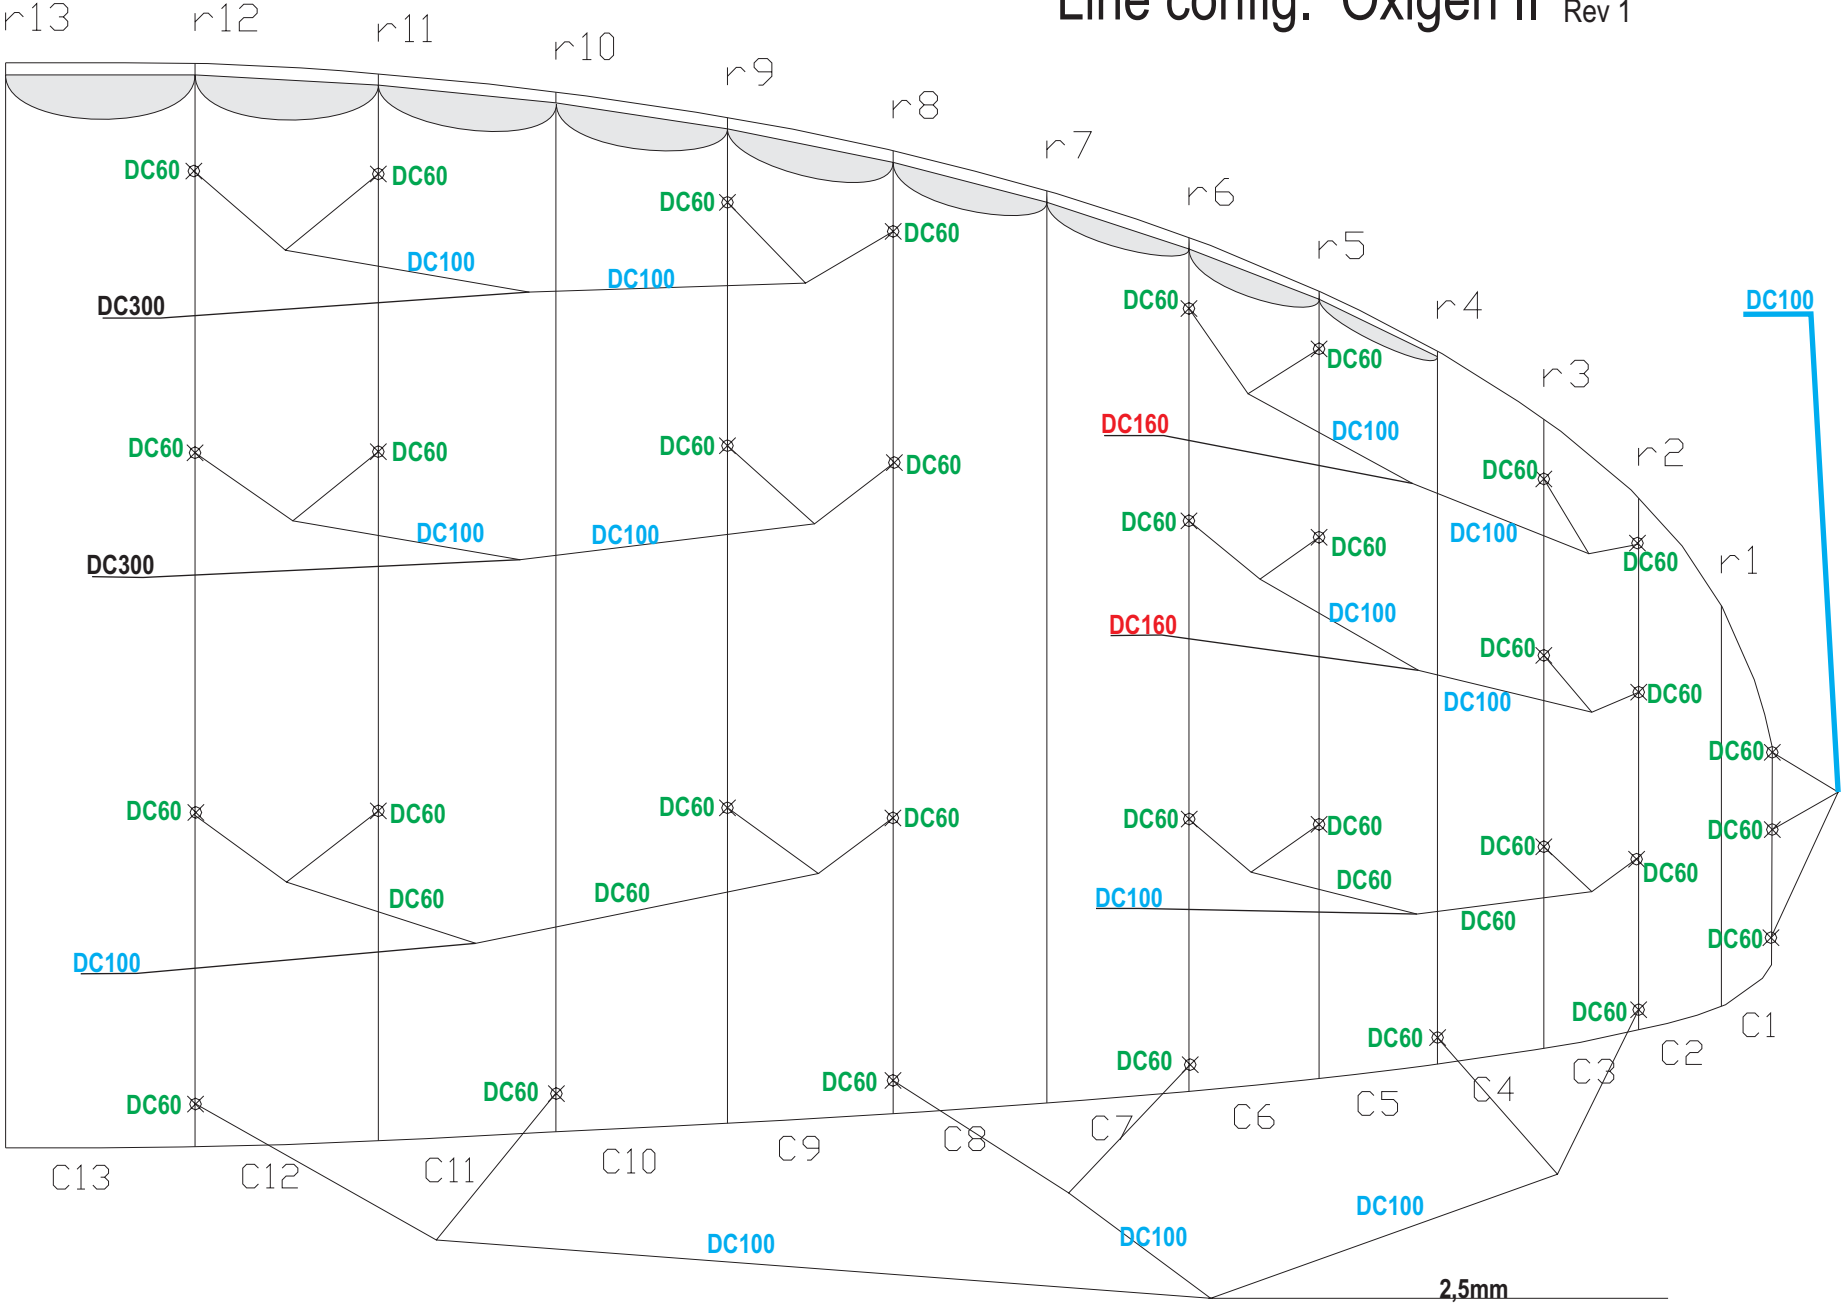 Line config. Oxigen II Rev 1
r13 r12 r11 r10 r9 r8 r7 r6 r5 r4 r3 r2 r1
DC60 DC60 DC60 DC60
DC100 DC100
DC300
DC60 DC60
DC100
DC160 DC100
DC60
DC100
DC60
DC60 DC60 DC60 DC60
DC100 DC100
DC300
DC60 DC60
DC100
DC160
DC60 DC60
DC100
DC60 DC60 DC60 DC60
DC60 DC60
DC100
DC60 DC60
DC60 DC60
DC100 DC60 DC60
DC60
DC60
DC60
DC60 DC60 DC60 DC60 DC60 DC60
C13 C12 C11 C10 C9 C8 C7 C6 C5 C4 C3 C2 C1
DC100 DC100 DC100
2,5mm